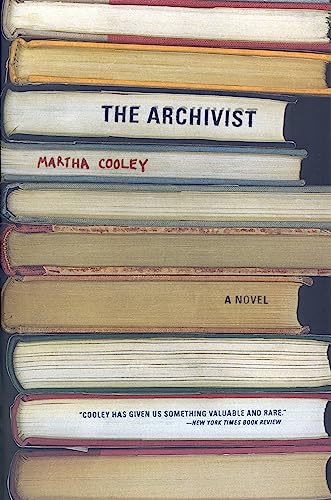 THE ARCHIVIST
MARTHA COOLEY
A NOVEL
"COOLEY HAS GIVEN US SOMETHING VALUABLE AND RARE."
—NEW YORK TIMES BOOK REVIEW